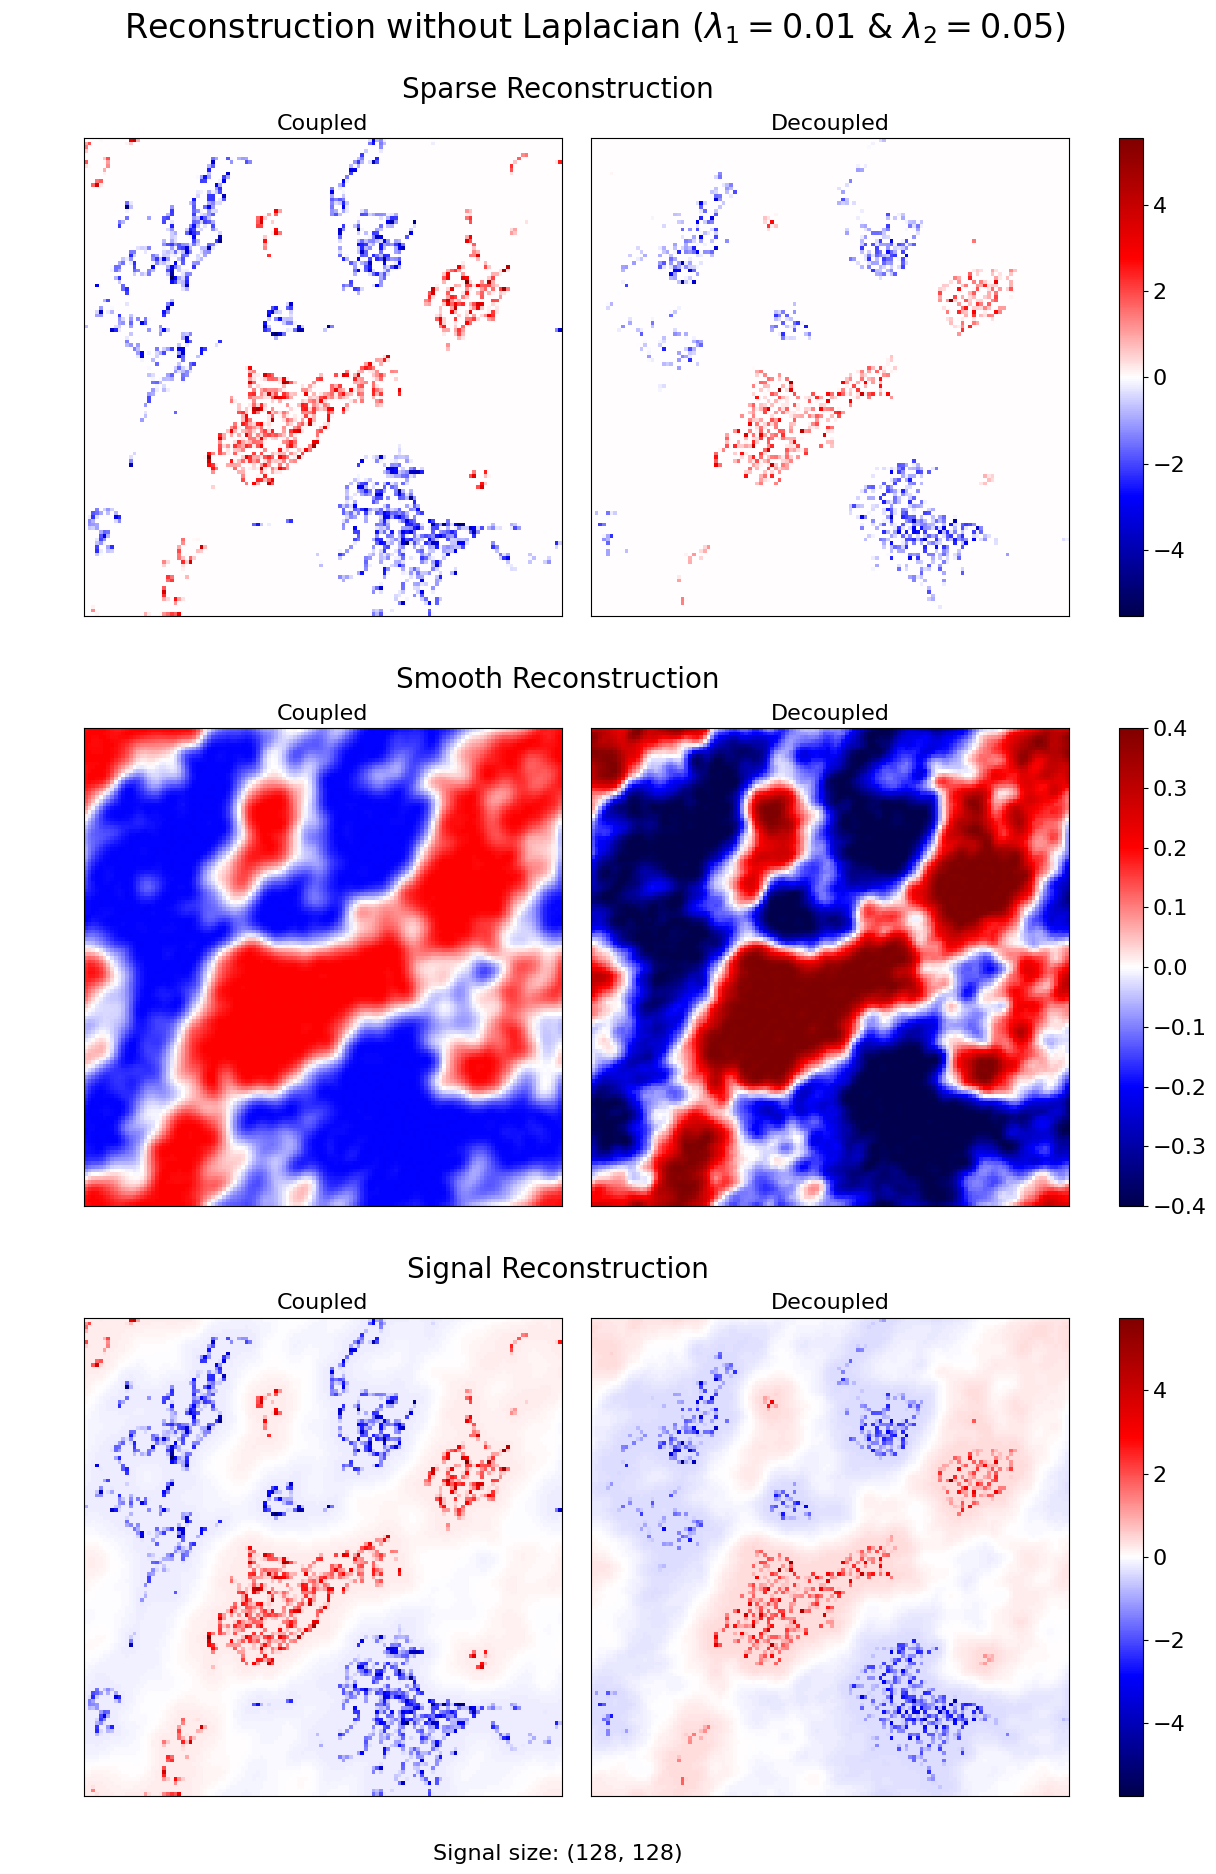 Reconstruction without Laplacian (λ₁ = 0.01 & λ₂ = 0.05)
Sparse Reconstruction
Coupled Decoupled
4
2
0
−2
−4
Smooth Reconstruction
Coupled Decoupled
0.4
0.3
0.2
0.1
0.0
−0.1
−0.2
−0.3
−0.4
Signal Reconstruction
Coupled Decoupled
4
2
0
−2
−4
Signal size: (128, 128)